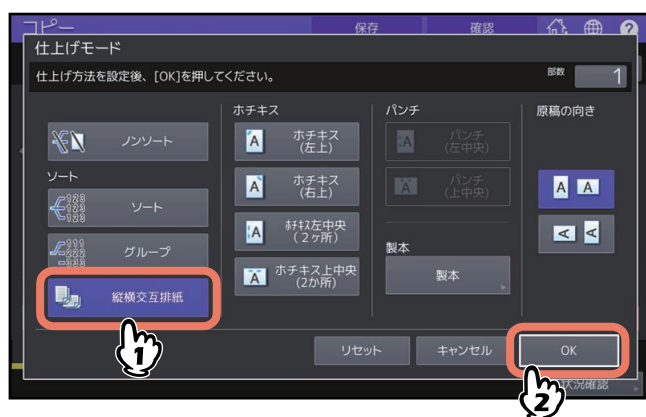 コピー
保存
確認
?
仕上げモード
仕上げ方法を設定後、[OK]を押してください。
部数
1
ノンソート
ソート
ソート
グループ
縦横交互排紙
ホチキス
ホチキス
(左上)
ホチキス
(右上)
ホチキス左中央
(2ヶ所)
ホチキス上中央
(2か所)
パンチ
パンチ
(左中央)
パンチ
(上中央)
製本
製本
原稿の向き
A A
A A
リセット
キャンセル
OK
状況確認
1
2